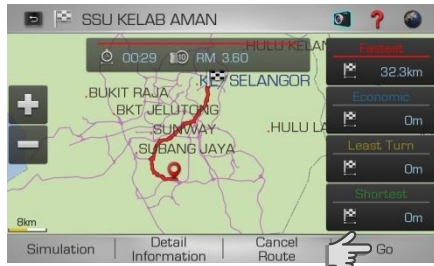 SSU KELAB AMAN
?
00:29 RM 3.60
HULU KELAN
Fastest
32.3km
KE SELANGOR
BUKIT RAJA
Economic
0m
BKT JELUTONG
SUNWAY
HULU LA
Least Turn
0m
SUBANG JAYA
Shortest
0m
8km
Simulation
Detail Information
Cancel Route
Go